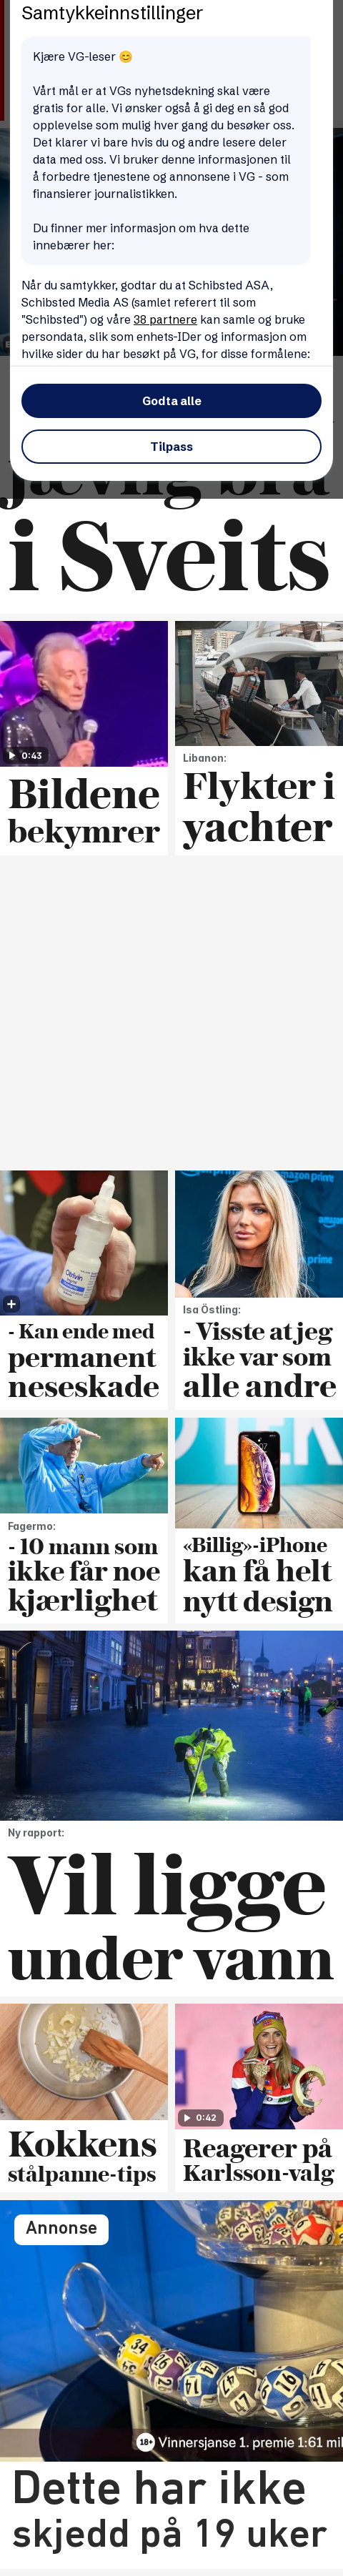 Samtykkeinnstillinger
Kjære VG-leser 😊
Vårt mål er at VGs nyhetsdekning skal være
gratis for alle. Vi ønsker også å gi deg en så god
opplevelse som mulig hver gang du besøker oss.
Det klarer vi bare hvis du og andre lesere deler
data med oss. Vi bruker denne informasjonen til
å forbedre tjenestene og annonsene i VG - som
finansierer journalistikken.
Du finner mer informasjon om hva dette
innebærer her:
Når du samtykker, godtar du at Schibsted ASA,
Schibsted Media AS (samlet referert til som
"Schibsted") og våre 38 partnere kan samle og bruke
persondata, slik som enhets-IDer og informasjon om
hvilke sider du har besøkt på VG, for disse formålene:
Godta alle
Tilpass
jævlig bra
i Sveits
0:43
Bildene
bekymrer
Libanon:
Flykter i
yachter
Otrivin
amazon prime
amazon
prime
- Kan ende med
permanent
neseskade
Isa Östling:
- Visste at jeg
ikke var som
alle andre
Fagermo:
- 10 mann som
ikke får noe
kjærlighet
«Billig»-iPhone
kan få helt
nytt design
Ny rapport:
Vil ligge
under vann
Kokkens
stålpanne-tips
0:42
Reagerer på
Karlsson-valg
Annonse
34
18+ Vinnersjanse 1. premie 1:61 mil
Dette har ikke
skjedd på 19 uker